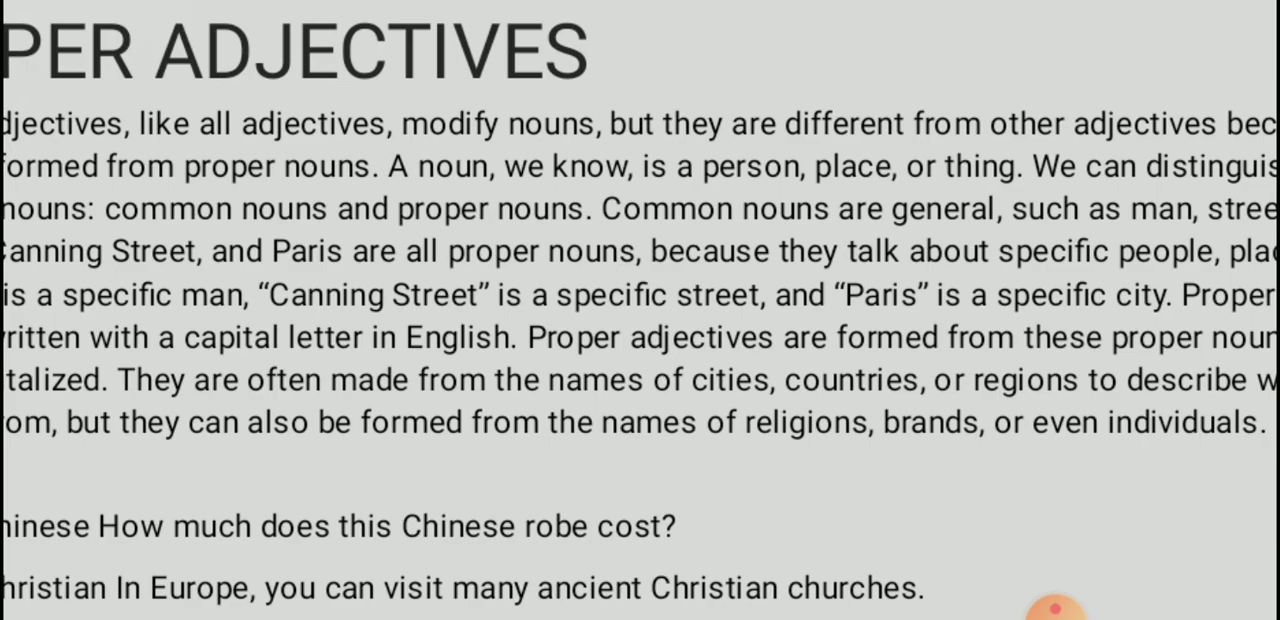 PER ADJECTIVES
djectives, like all adjectives, modify nouns, but they are different from other adjectives bec
formed from proper nouns. A noun, we know, is a person, place, or thing. We can distinguis
nouns: common nouns and proper nouns. Common nouns are general, such as man, stree
Canning Street, and Paris are all proper nouns, because they talk about specific people, plac
is a specific man, “Canning Street” is a specific street, and “Paris” is a specific city. Proper
written with a capital letter in English. Proper adjectives are formed from these proper noun
talized. They are often made from the names of cities, countries, or regions to describe w
om, but they can also be formed from the names of religions, brands, or even individuals.
hinese How much does this Chinese robe cost?
hristian In Europe, you can visit many ancient Christian churches.